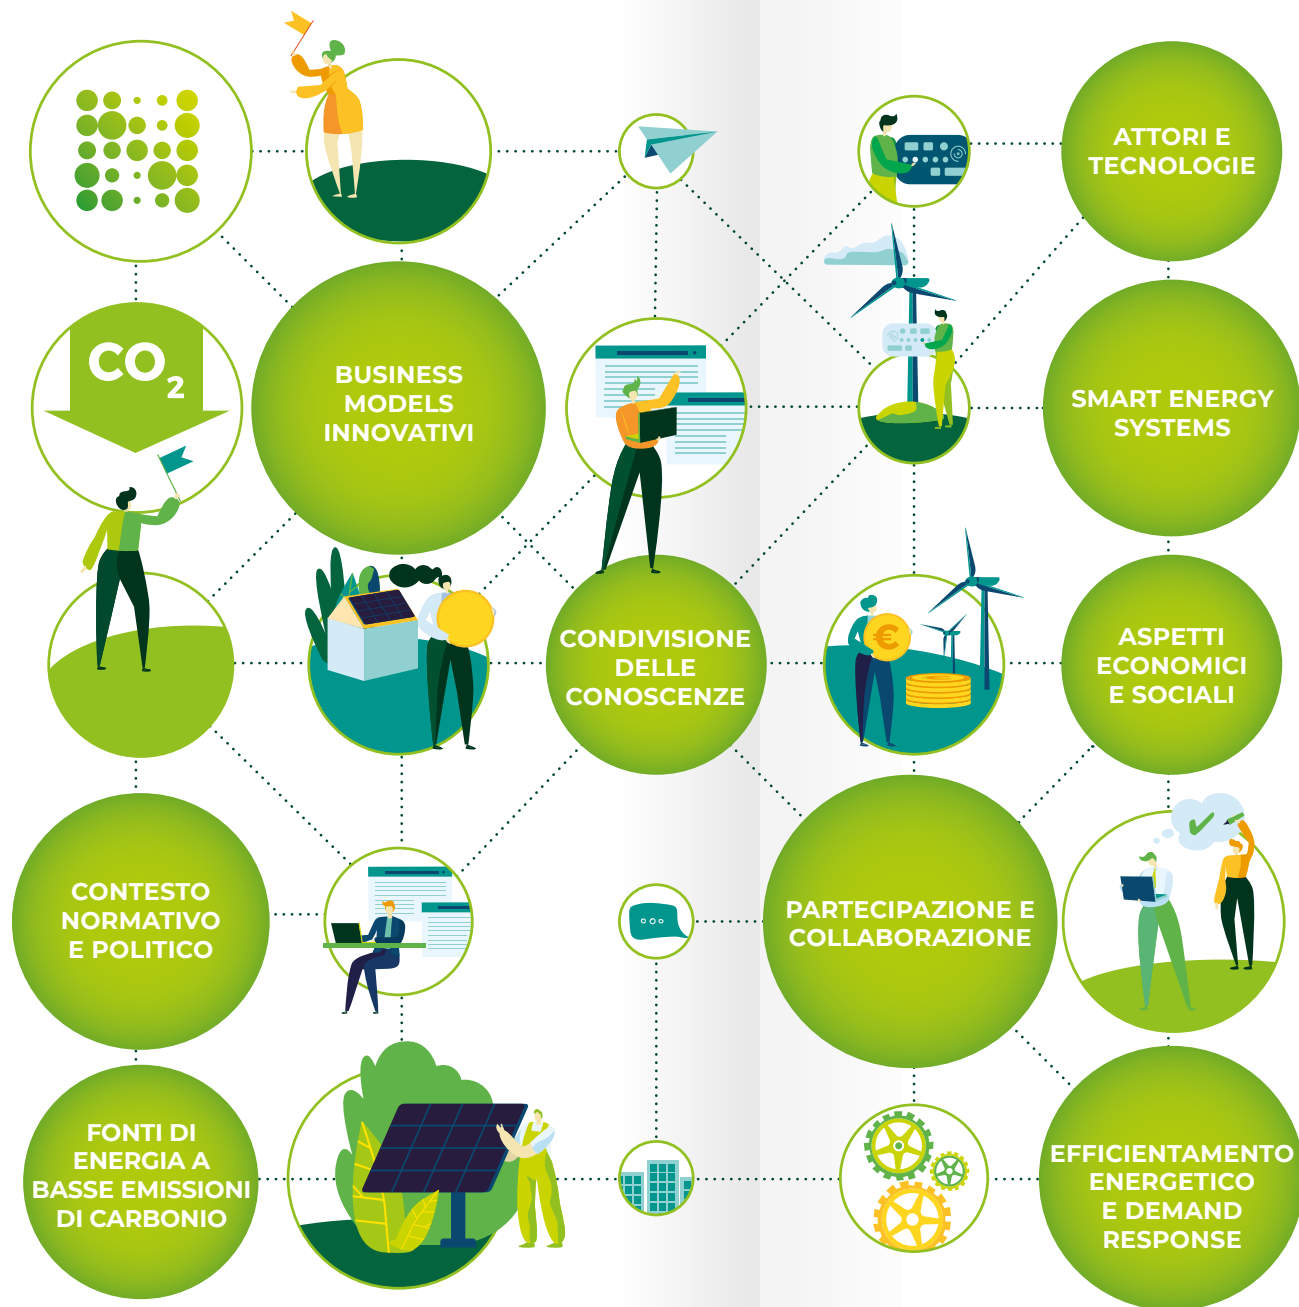 ATTORI E
TECNOLOGIE
CO2
BUSINESS
MODELS
INNOVATIVI
SMART ENERGY
SYSTEMS
CONDIVISIONE
DELLE
CONOSCENZE
€
ASPETTI
ECONOMICI
E SOCIALI
CONTESTO
NORMATIVO
E POLITICO
PARTECIPAZIONE E
COLLABORAZIONE
FONTI DI
ENERGIA A
BASSE EMISSIONI
DI CARBONIO
EFFICIENTAMENTO
ENERGETICO
E DEMAND
RESPONSE